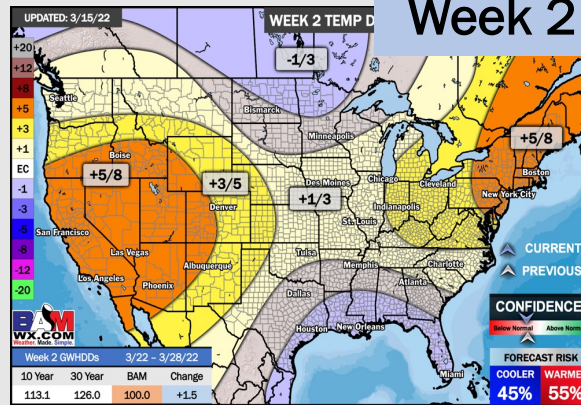 Week 2
UPDATED: 3/15/22
WEEK 2 TEMP D
+20
+12
+8
+5
+3
+1
EC
-1
-3
-5
-8
-12
-20
-1/3
Seattle
Bismarck
Minneapolis
Boise
+5/8
+3/5
+1/3
+5/8
Boston
New York City
Des Moines
Chicago
Cleveland
Denver
Indianapolis
St. Louis
San Francisco
Las Vegas
Los Angeles
Phoenix
Albuquerque
Tulsa
Memphis
Charlotte
Atlanta
Dallas
Houston
New Orleans
Miami
CURRENT
PREVIOUS
CONFIDENCE
Below Normal Above Norm
FORECAST RISK
COOLER WARME
45% 55%
BAM
WX.COM
Weather. Made. Simple.
Week 2 GWHDDs 3/22 – 3/28/22
10 Year 30 Year BAM Change
113.1 126.0 100.0 +1.5